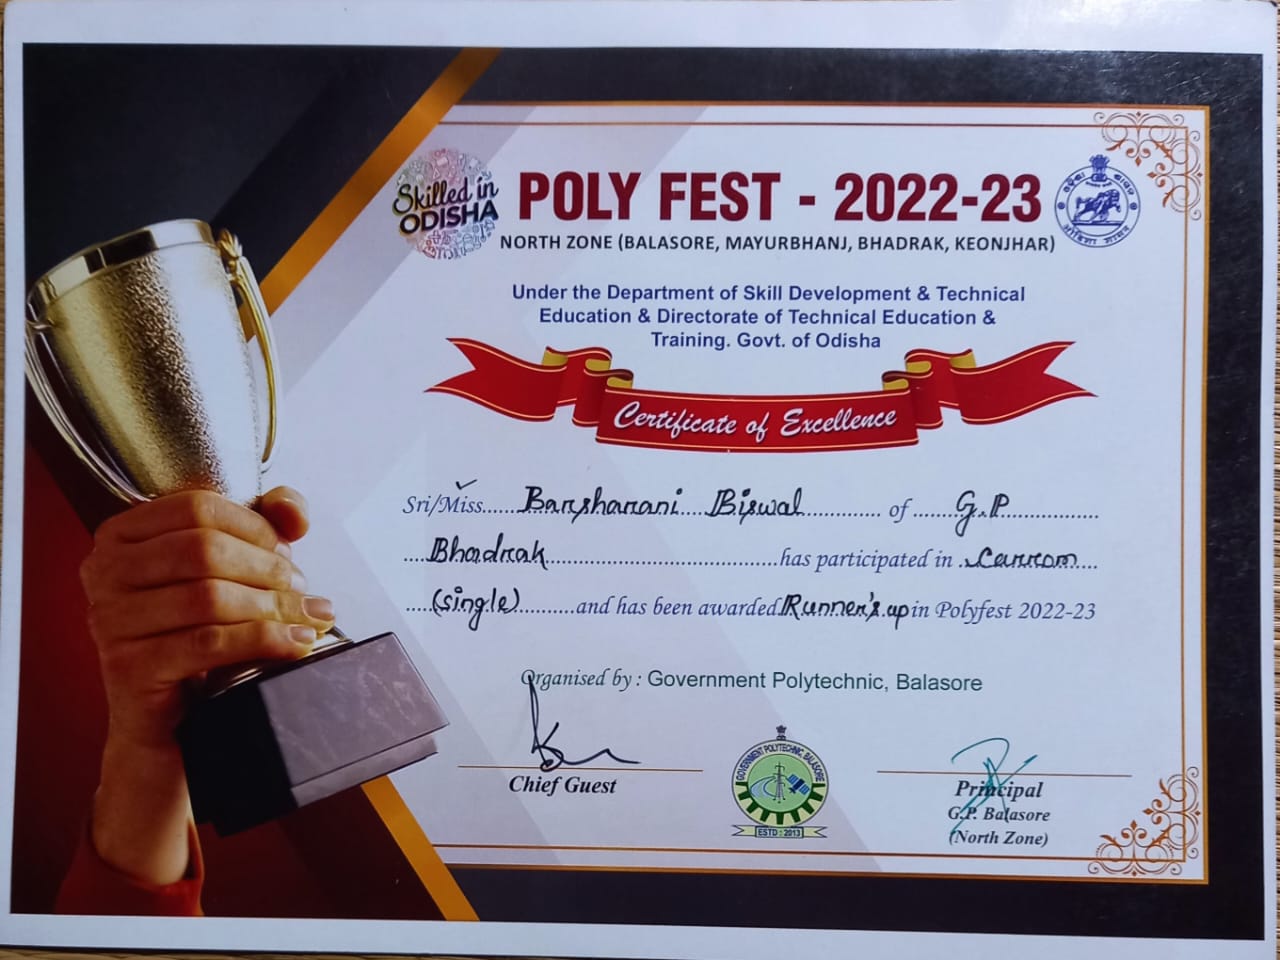 Skilled in
ODISHA
POLY FEST - 2022-23
NORTH ZONE (BALASORE, MAYURBHANJ, BHADRAK, KEONJHAR)
Under the Department of Skill Development & Technical
Education & Directorate of Technical Education &
Training. Govt. of Odisha
Certificate of Excellence
Sri/Miss...... Barsharani Biswal ............. of ....... G.P ...............
.... Bhadrak ............................................has participated in .Carrom....
.....(single)...........and has been awarded Runner's up in Polyfest 2022-23
Organised by : Government Polytechnic, Balasore
Chief Guest
GOVERNMENT POLYTECHNIC, BALASORE
ESTD : 2013
Principal
G.P. Balasore
(North Zone)